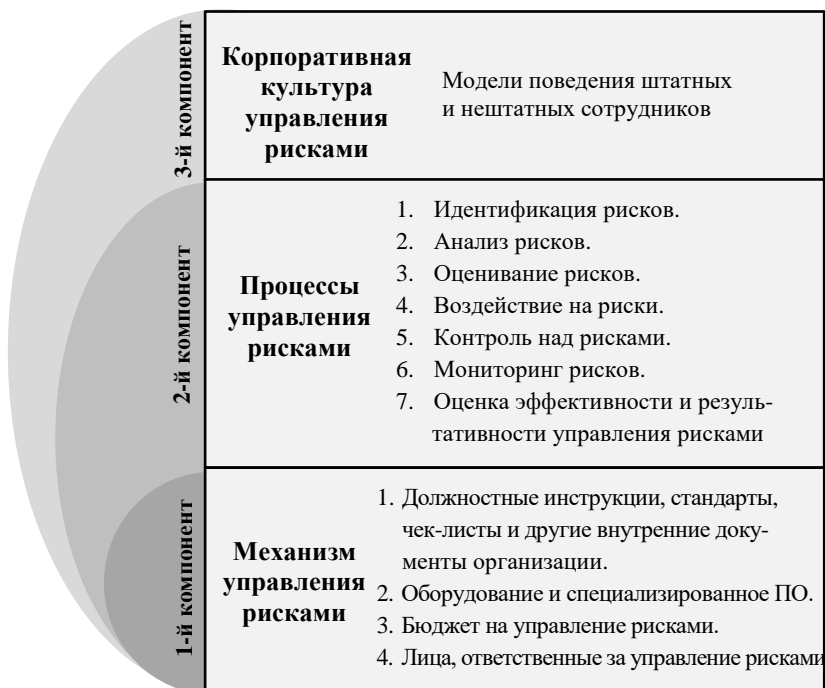 3-й компонент
Корпоративная
культура
управления
рисками
Модели поведения штатных
и нештатных сотрудников
2-й компонент
Процессы
управления
рисками
1. Идентификация рисков.
2. Анализ рисков.
3. Оценивание рисков.
4. Воздействие на риски.
5. Контроль над рисками.
6. Мониторинг рисков.
7. Оценка эффективности и резуль-
тативности управления рисками
1-й компонент
Механизм
управления
рисками
1. Должностные инструкции, стандарты,
чек-листы и другие внутренние доку-
менты организации.
2. Оборудование и специализированное ПО.
3. Бюджет на управление рисками.
4. Лица, ответственные за управление рисками